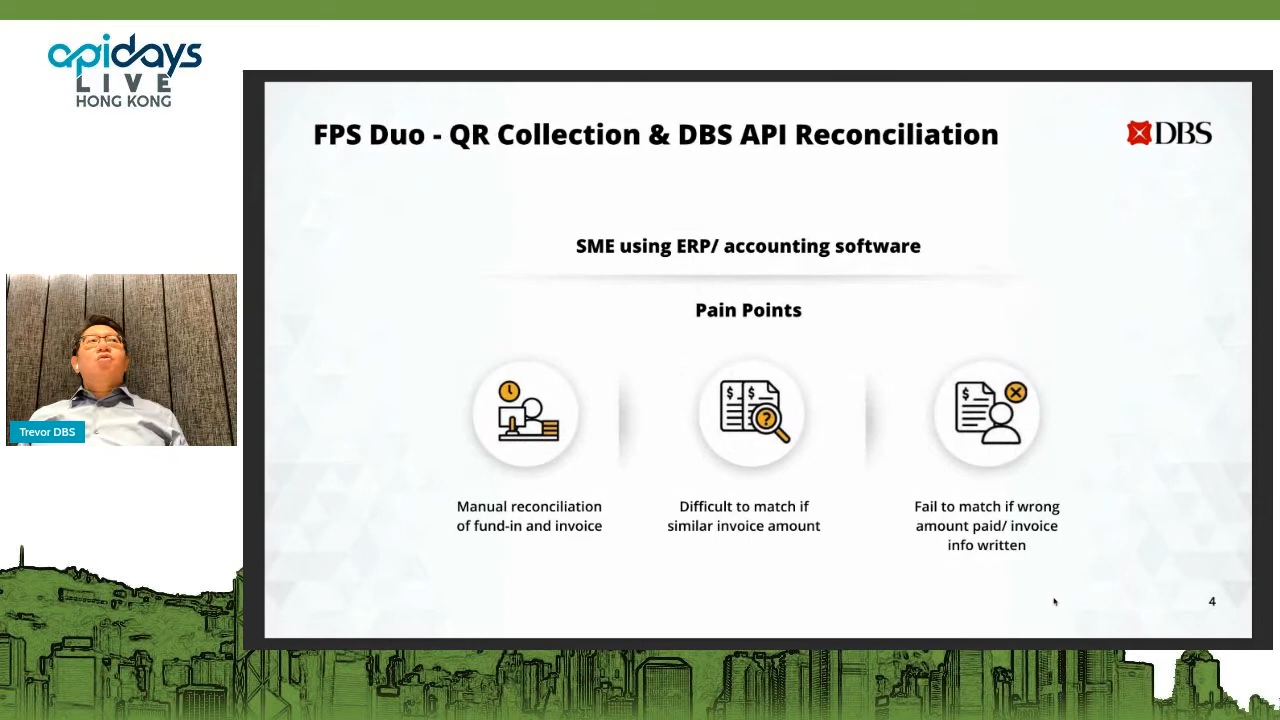 apidays
LIVE
HONG KONG
FPS Duo - QR Collection & DBS API Reconciliation
DBS
SME using ERP/ accounting software
Pain Points
Manual reconciliation
of fund-in and invoice
Difficult to match if
similar invoice amount
Fail to match if wrong
amount paid/ invoice
info written
Trevor DBS
4